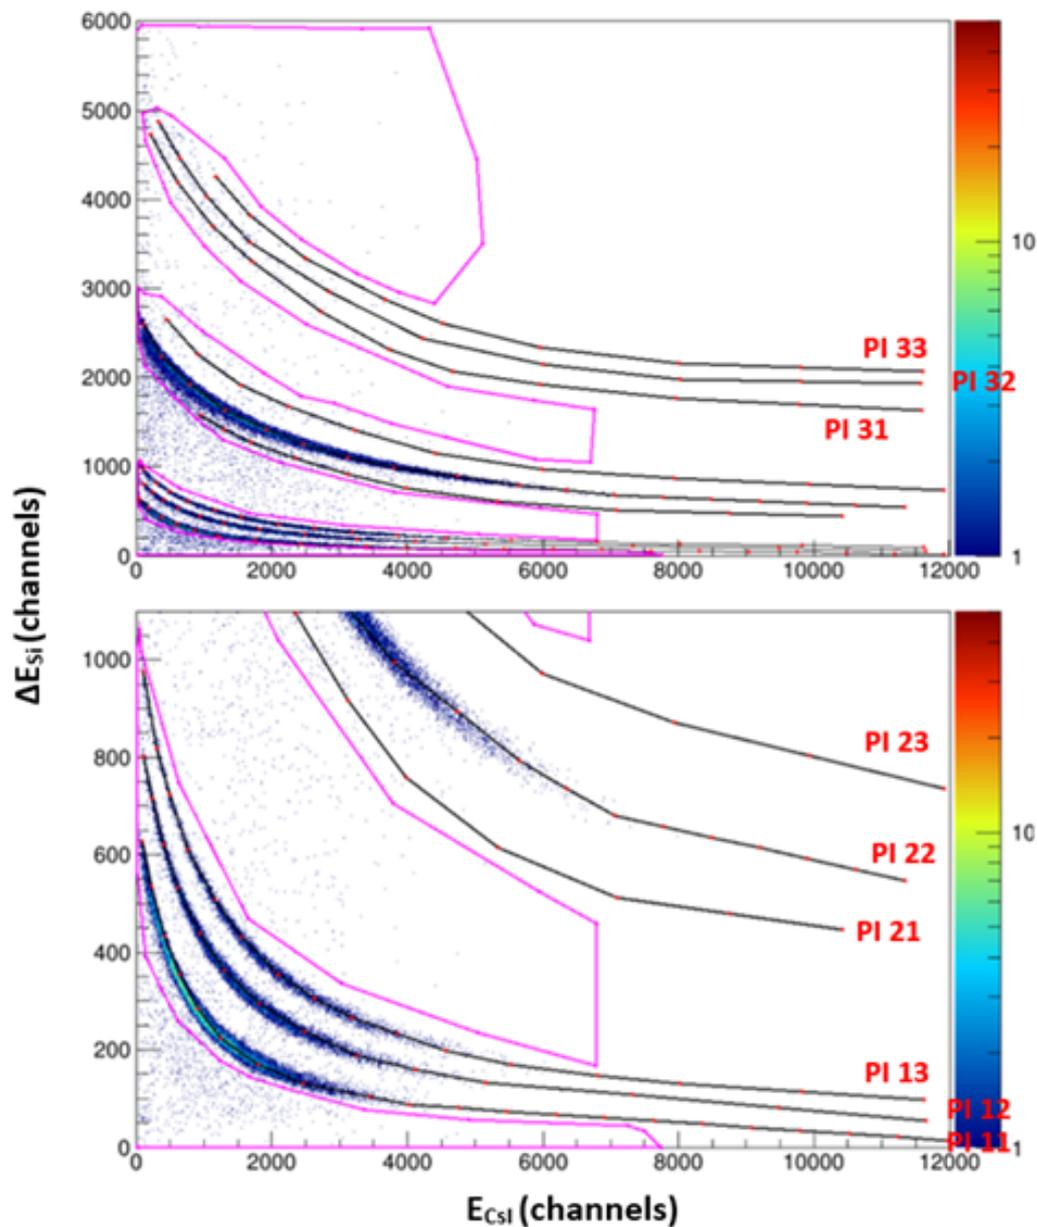 6000
5000
4000
3000
2000
1000
0
0 2000 4000 6000 8000 10000 12000
10
1
PI 33
PI 32
PI 31
ΔE_Si (channels)
1000
800
600
400
200
0
0 2000 4000 6000 8000 10000 12000
10
1
PI 23
PI 22
PI 21
PI 13
PI 12
PI 11
E_CsI (channels)